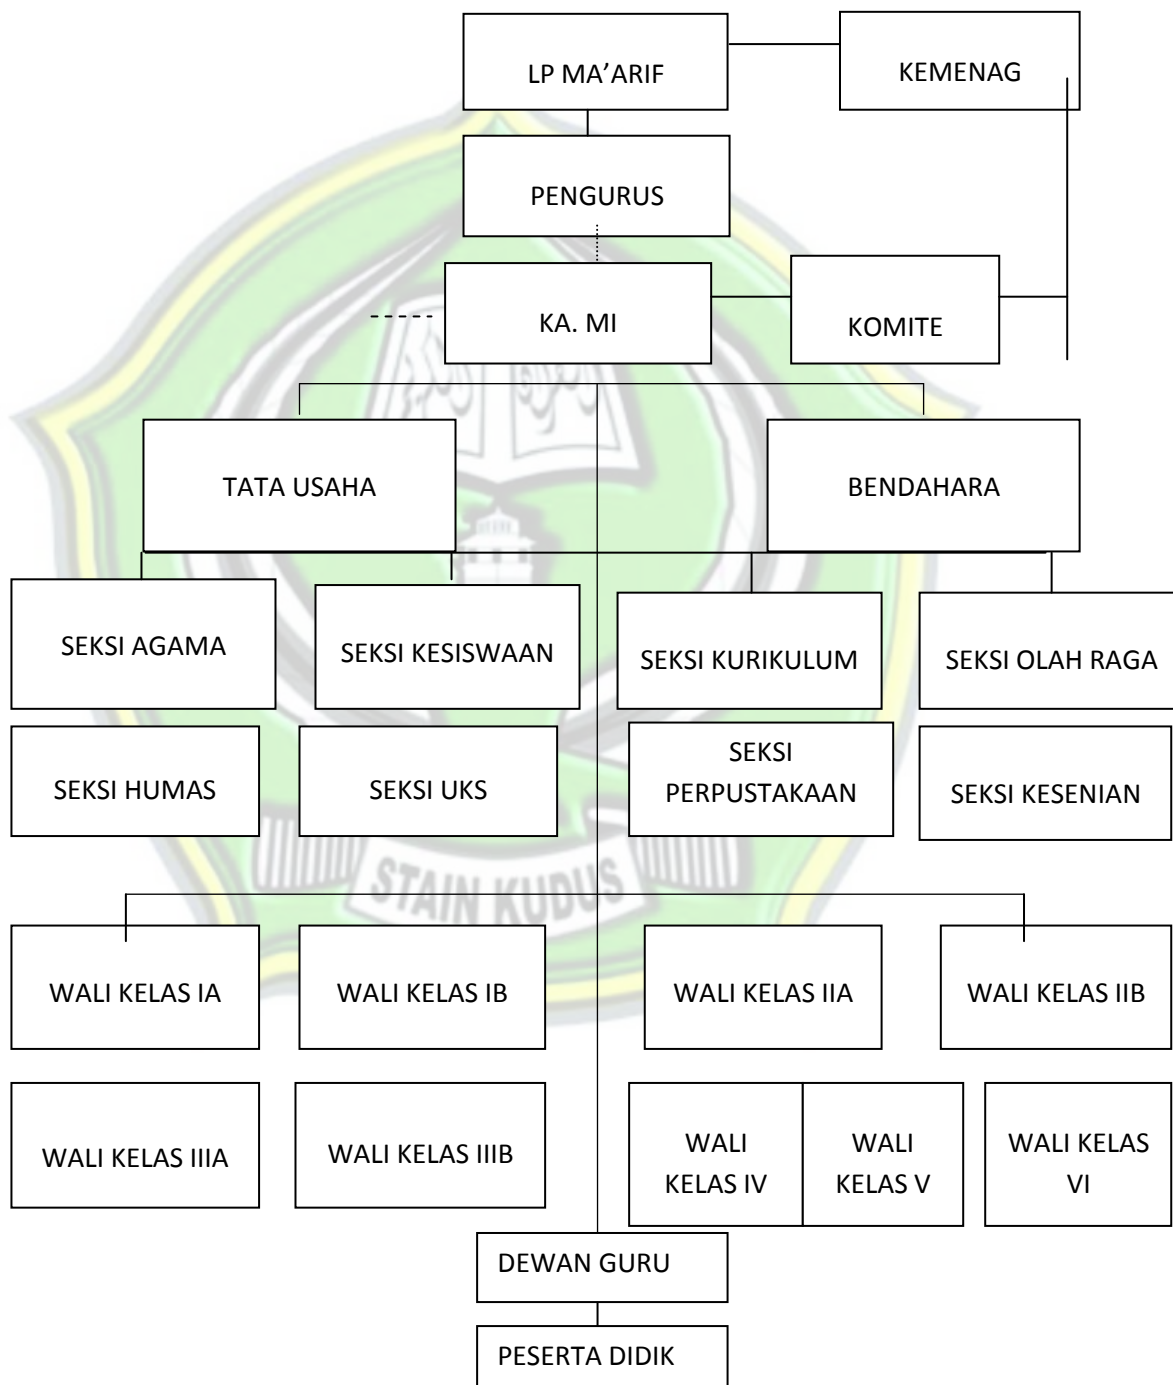 LP MA’ARIF
KEMENAG
PENGURUS
KA. MI
KOMITE
TATA USAHA
BENDAHARA
SEKSI AGAMA
SEKSI KESISWAAN
SEKSI KURIKULUM
SEKSI OLAH RAGA
SEKSI HUMAS
SEKSI UKS
SEKSI
PERPUSTAKAAN
SEKSI KESENIAN
STAIN KUDUS
WALI KELAS IA
WALI KELAS IB
WALI KELAS IIA
WALI KELAS IIB
WALI KELAS IIIA
WALI KELAS IIIB
WALI
KELAS IV
WALI
KELAS V
WALI KELAS
VI
DEWAN GURU
PESERTA DIDIK